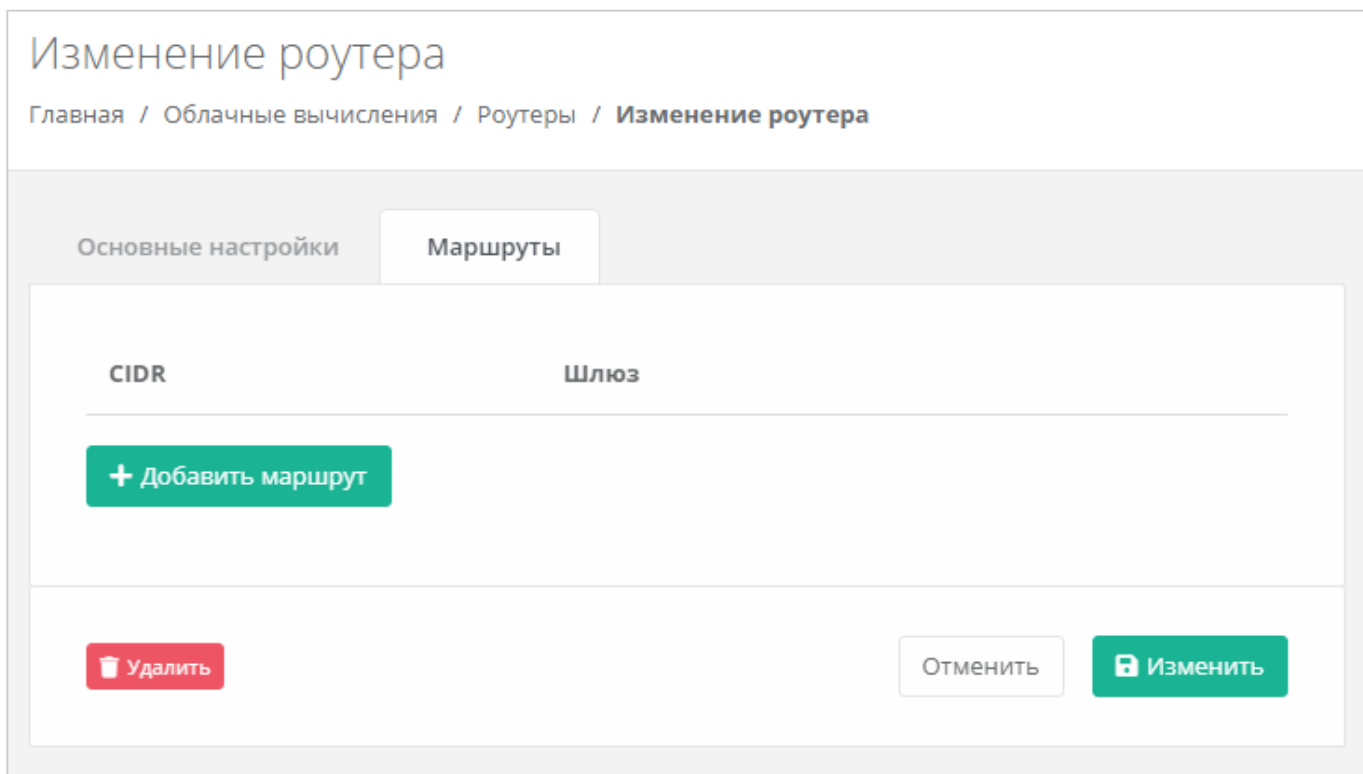 Изменение роутера
Главная / Облачные вычисления / Роутеры / Изменение роутера
Основные настройки Маршруты
CIDR Шлюз
Добавить маршрут
Удалить Отменить Изменить